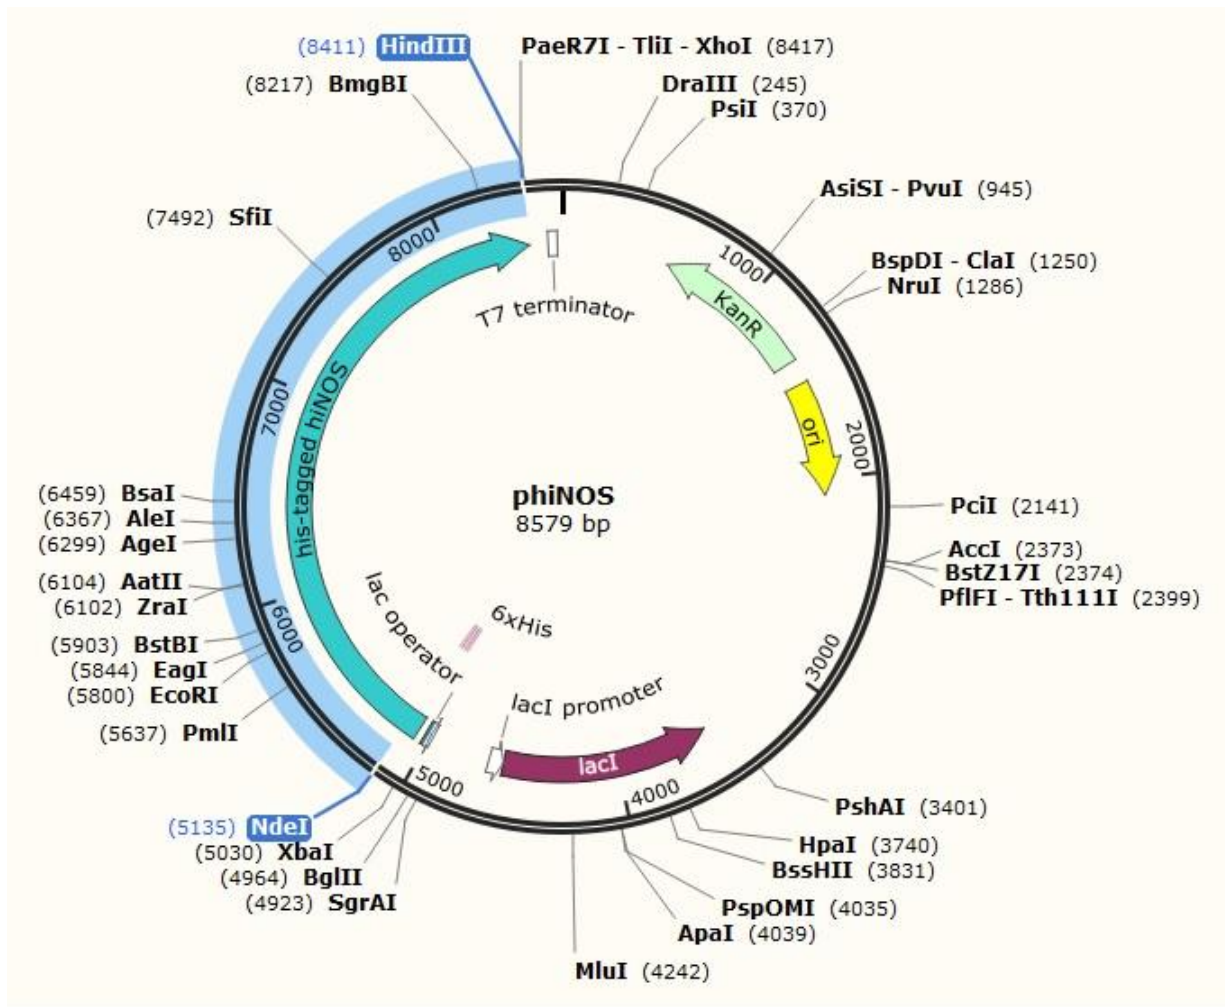 (8411) HindIII
PaeR7I - TliI - XhoI (8417)
(8217) BmgBI
DraIII (245)
PsiI (370)
AsiSI - PvuI (945)
(7492) SfiI
BspDI - ClaI (1250)
NruI (1286)
8000
1000
KanR
T7 terminator
7000
his-tagged hiNOS
ori
2000
(6459) BsaI
(6367) AleI
(6299) AgeI
(6104) AatII
(6102) ZraI
(5903) BstBI
(5844) EagI
(5800) EcoRI
(5637) PmlI
phiNOS
8579 bp
PciI (2141)
AccI (2373)
BstZ17I (2374)
PflFI - Tth111I (2399)
6000
lac operator
6xHis
3000
lacI promoter
lacI
5000
4000
(5135) NdeI
(5030) XbaI
(4964) BglII
(4923) SgrAI
PshAI (3401)
HpaI (3740)
BssHII (3831)
PspOMI (4035)
ApaI (4039)
MluI (4242)